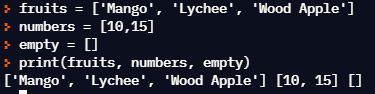 > fruits = ['Mango', 'Lychee', 'Wood Apple']
> numbers = [10,15]
> empty = []
> print(fruits, numbers, empty)
['Mango', 'Lychee', 'Wood Apple'] [10, 15] []